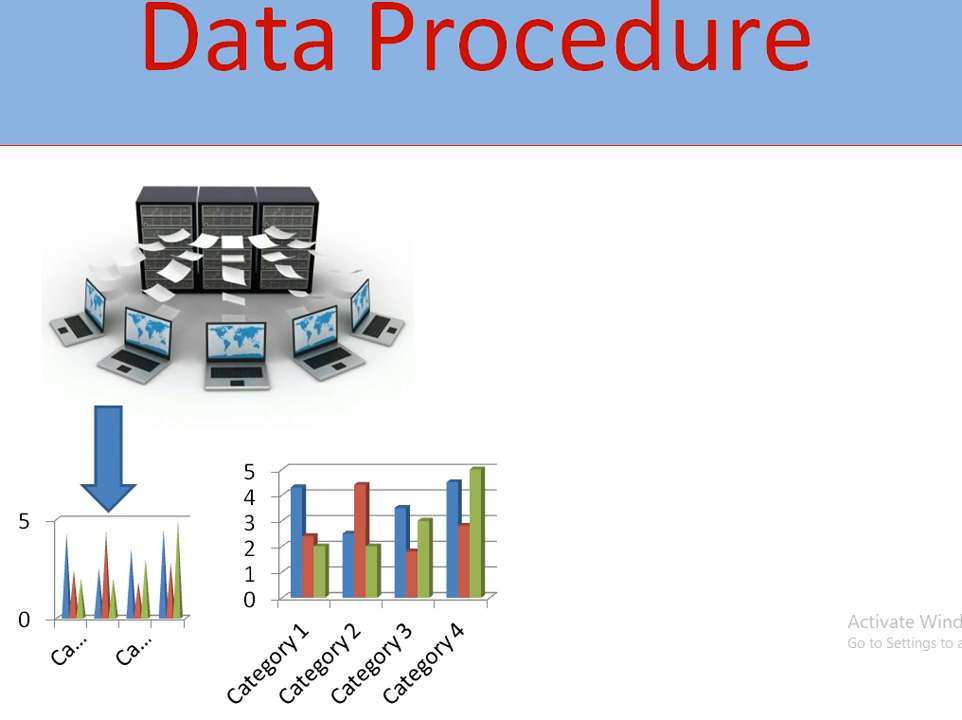 Data Procedure
5
0
Ca...
Ca...
5
4
3
2
1
0
Category 1
Category 2
Category 3
Category 4
Activate Wind
Go to Settings to a